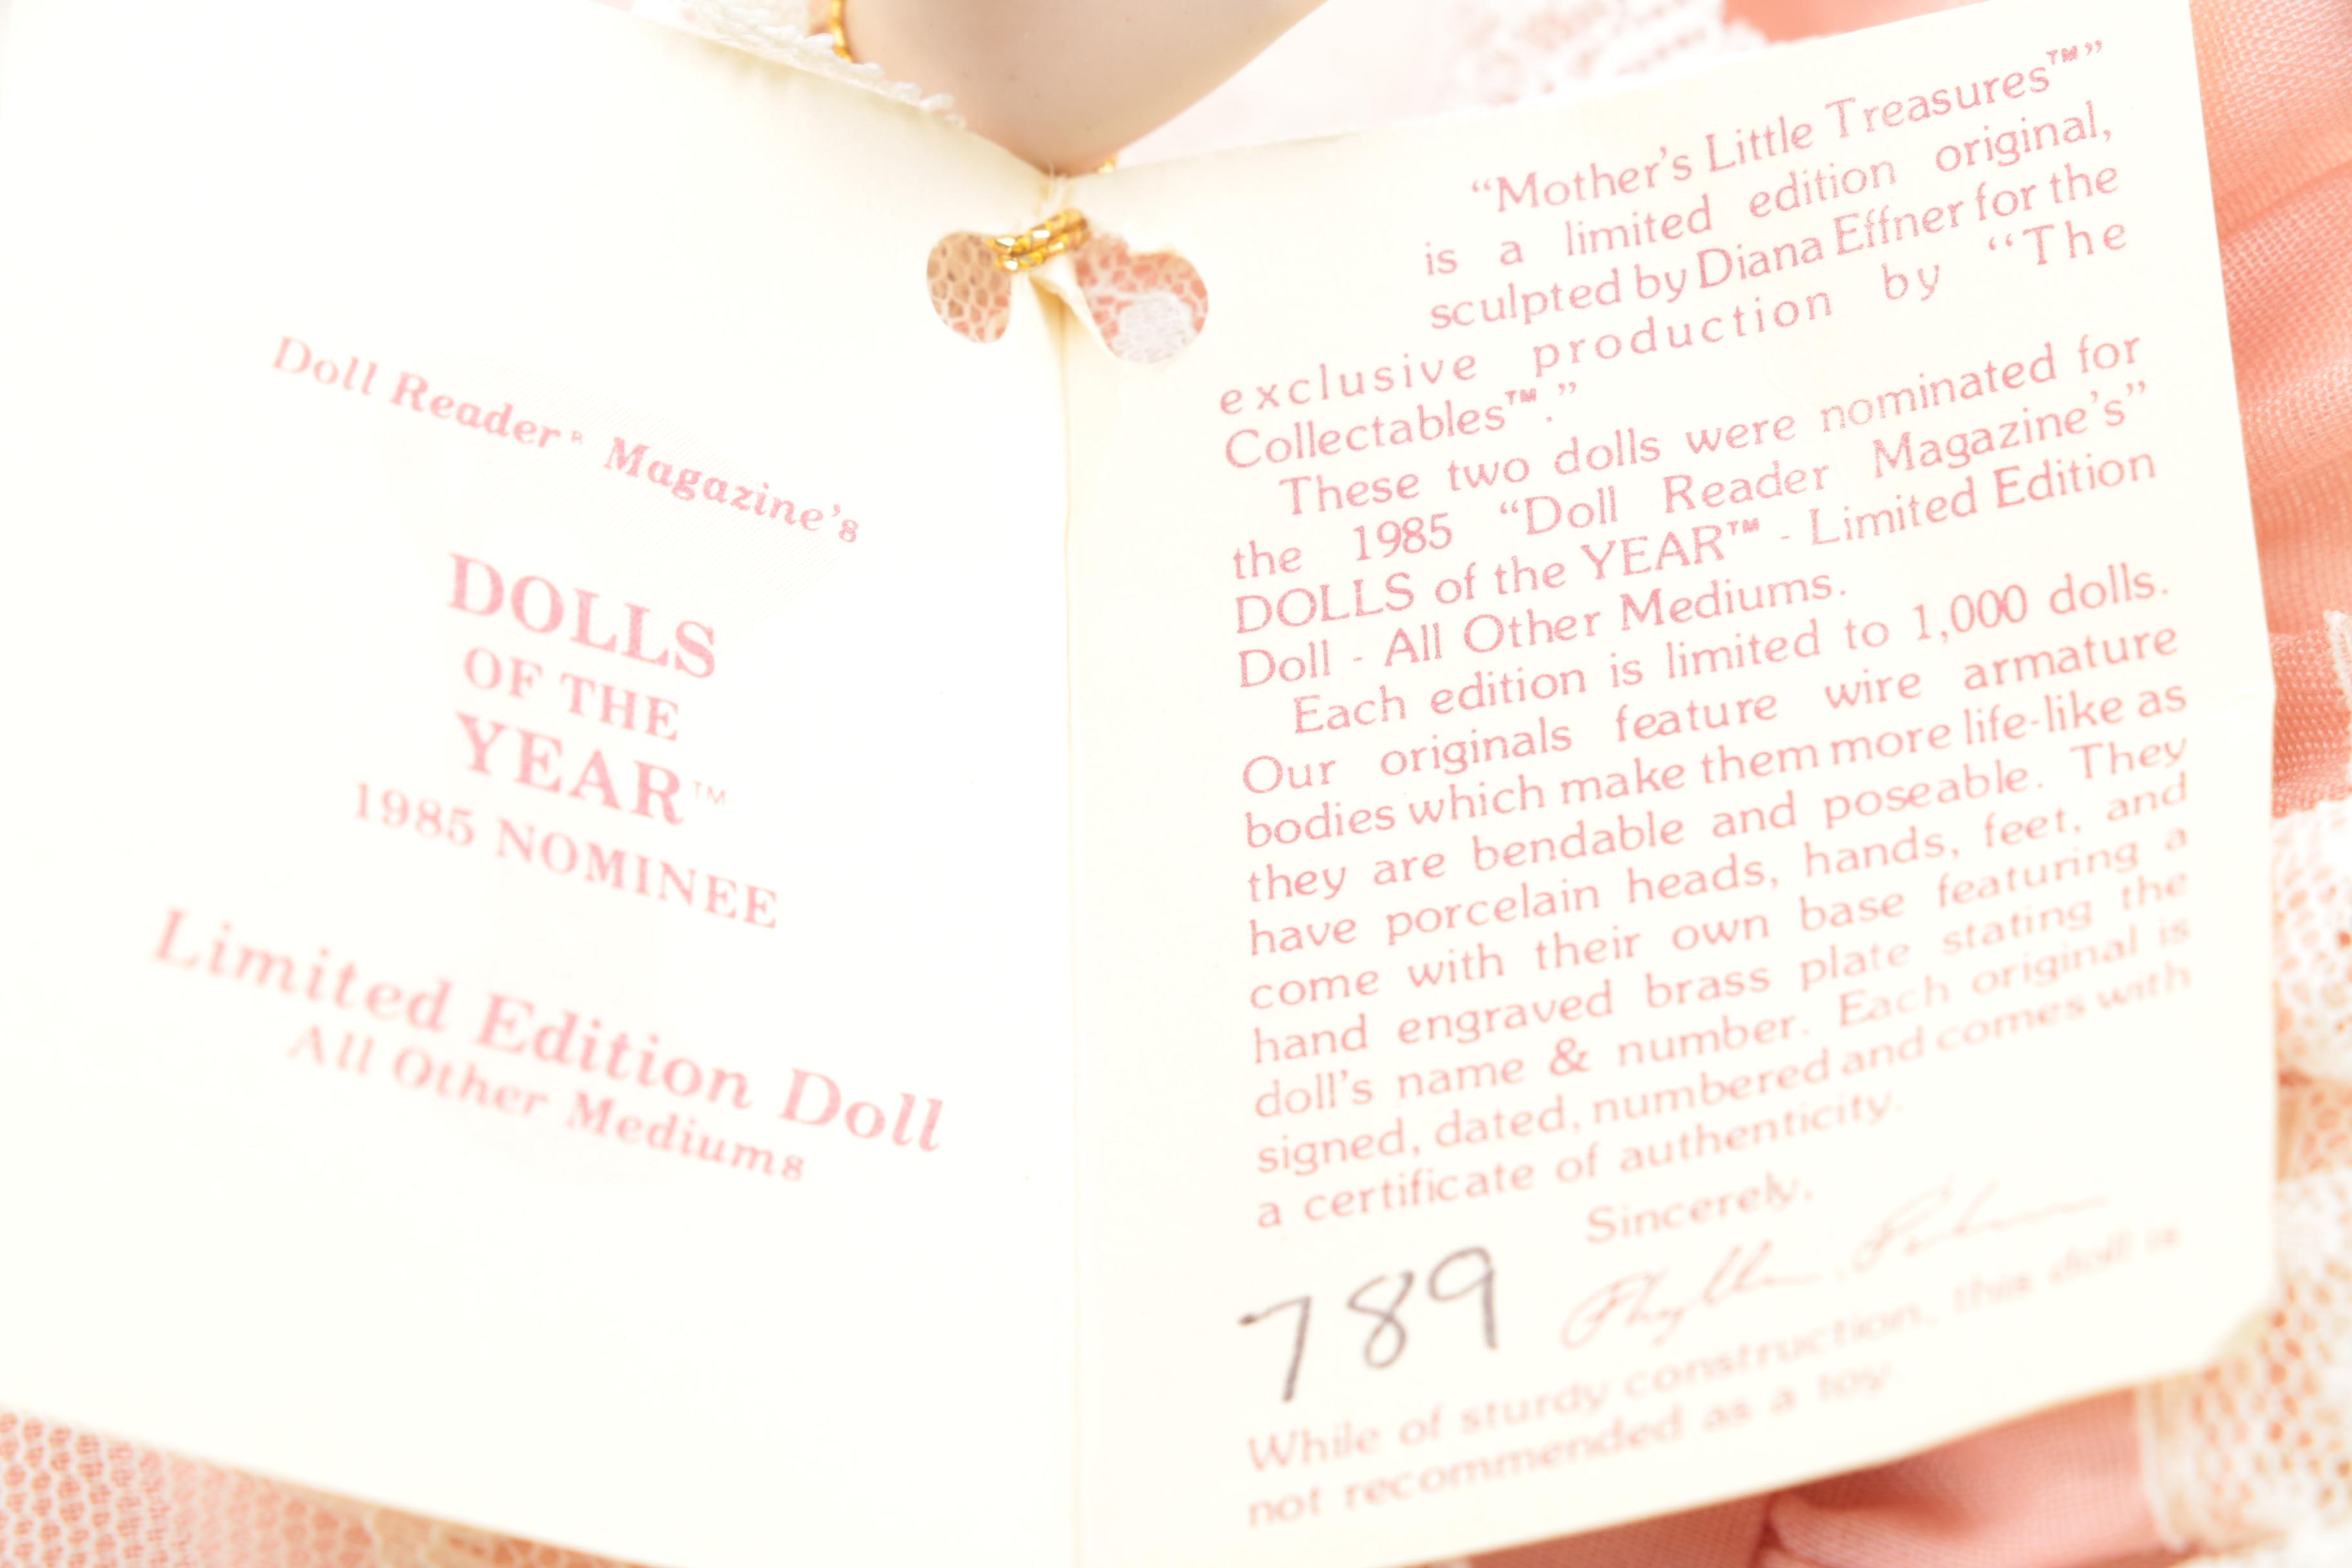 Doll Reader® Magazine's
DOLLS
OF THE
YEAR™
1985 NOMINEE
Limited Edition Doll
All Other Mediums
“Mother's Little Treasures™”
is a limited edition original,
sculpted by Diana Effner for the
exclusive production by “The
Collectables™.”
These two dolls were nominated for
the 1985 “Doll Reader Magazine's”
DOLLS of the YEAR™ - Limited Edition
Doll - All Other Mediums.
Each edition is limited to 1,000 dolls.
Our originals feature wire armature
bodies which make them more life-like as
they are bendable and poseable. They
have porcelain heads, hands, feet, and
come with their own base featuring a
hand engraved brass plate stating the
doll's name & number. Each original is
signed, dated, numbered and comes with
a certificate of authenticity.
Sincerely,
789
While of sturdy construction, this doll is
not recommended as a toy.